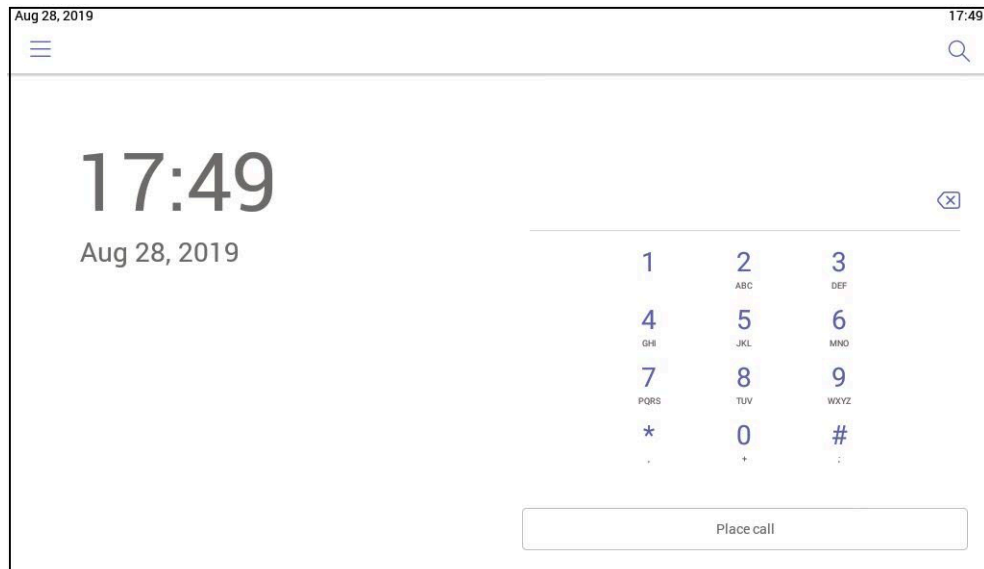 Aug 28, 2019 17:49
17:49
Aug 28, 2019
1 2 3
ABC DEF
4 5 6
GHI JKL MNO
7 8 9
PQRS TUV WXYZ
* 0 #
, + ;
Place call